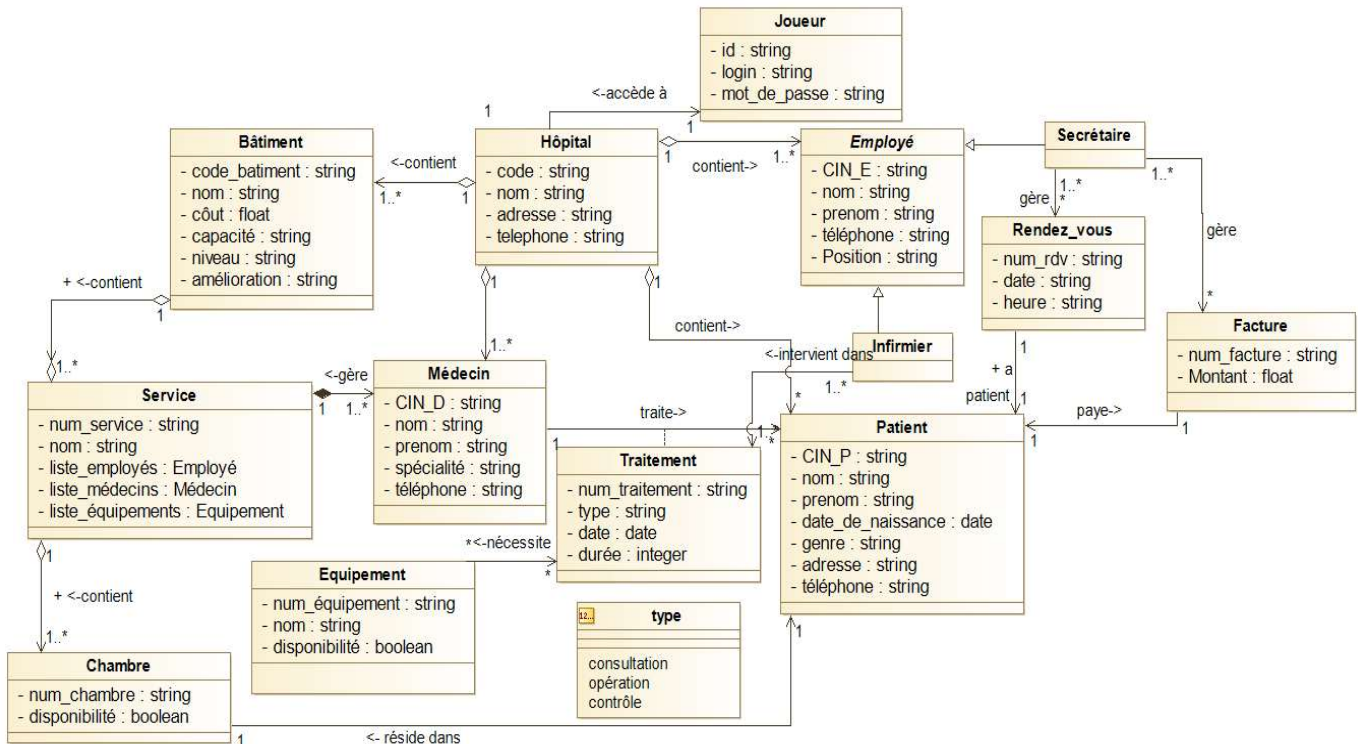 Joueur
- id : string
- login : string
- mot_de_passe : string
<-accède à
1
1
Bâtiment
- code_batiment : string
- nom : string
- côut : float
- capacité : string
- niveau : string
- amélioration : string
<-contient
1..*
1
Hôpital
- code : string
- nom : string
- adresse : string
- telephone : string
1
contient->
1..*
Employé
- CIN_E : string
- nom : string
- prenom : string
- téléphone : string
- Position : string
Secrétaire
1..*
gère
*
1..*
gère
*
Rendez_vous
- num_rdv : string
- date : string
- heure : string
1
+ a
patient
1
Facture
- num_facture : string
- Montant : float
1
paye->
1
+ <-contient
1
1..*
1
1..*
1
contient->
*
Infirmier
<-intervient dans
1..*
1..*
Service
- num_service : string
- nom : string
- liste_employés : Employé
- liste_médecins : Médecin
- liste_équipements : Equipement
<-gère
1
1..*
Médecin
- CIN_D : string
- nom : string
- prenom : string
- spécialité : string
- téléphone : string
traite->
1
*
Traitement
- num_traitement : string
- type : string
- date : date
- durée : integer
Patient
- CIN_P : string
- nom : string
- prenom : string
- date_de_naissance : date
- genre : string
- adresse : string
- téléphone : string
*<-nécessite
*
Equipement
- num_équipement : string
- nom : string
- disponibilité : boolean
type
consultation
opération
contrôle
1
+ <-contient
1..*
Chambre
- num_chambre : string
- disponibilité : boolean
1
<- réside dans
1